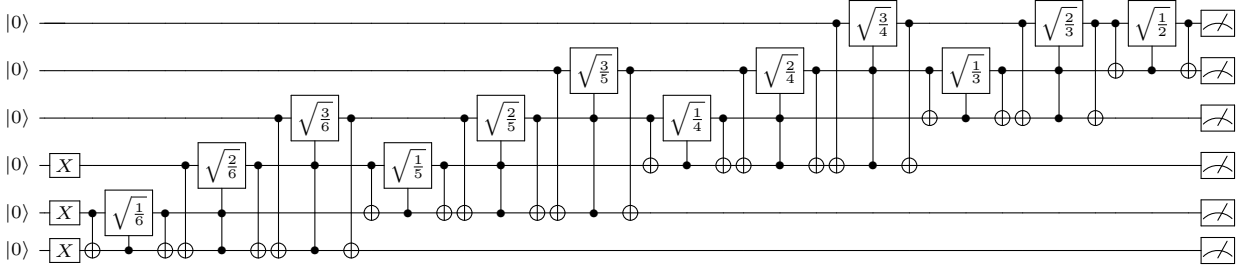 |0⟩ √(3/4) √(2/3) √(1/2)
|0⟩ √(3/5) √(2/4) √(1/3)
|0⟩ √(3/6) √(2/5) √(1/4)
|0⟩ X √(2/6) √(1/5)
|0⟩ X √(1/6)
|0⟩ X